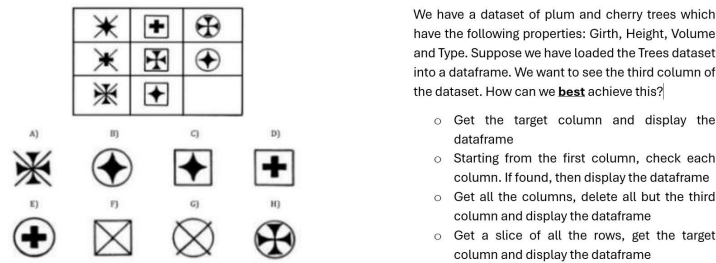 A) B) C) D)
E) F) G) H)
We have a dataset of plum and cherry trees which
have the following properties: Girth, Height, Volume
and Type. Suppose we have loaded the Trees dataset
into a dataframe. We want to see the third column of
the dataset. How can we best achieve this?
o Get the target column and display the
dataframe
o Starting from the first column, check each
column. If found, then display the dataframe
o Get all the columns, delete all but the third
column and display the dataframe
o Get a slice of all the rows, get the target
column and display the dataframe